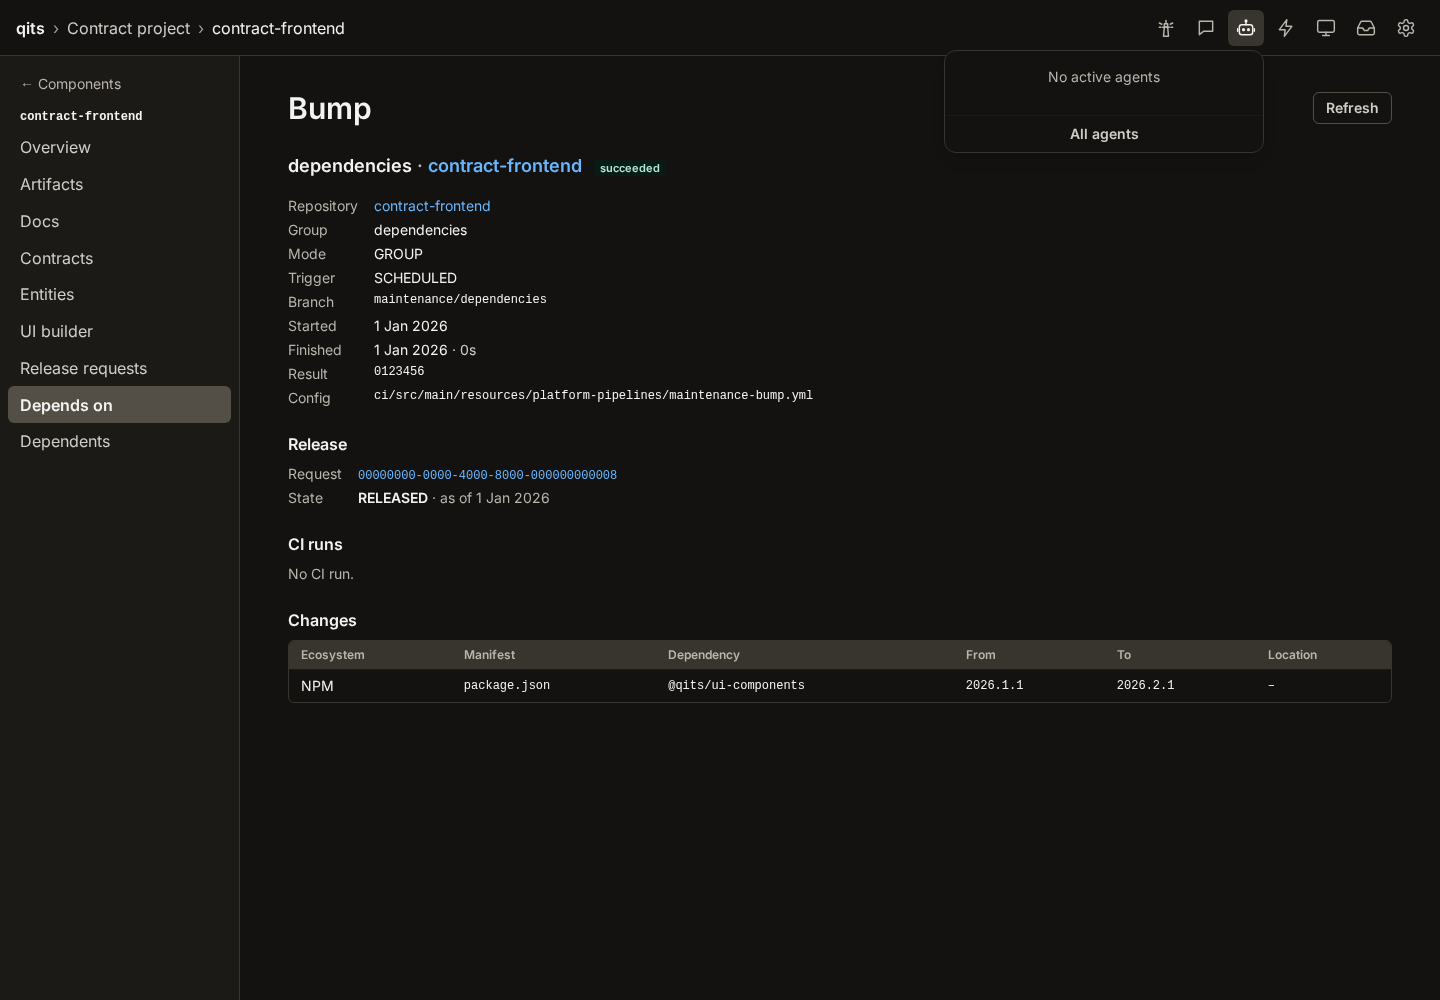 qits › Contract project › contract-frontend
No active agents
All agents
← Components
contract-frontend
Overview
Artifacts
Docs
Contracts
Entities
UI builder
Release requests
Depends on
Dependents
Bump
Refresh
dependencies · contract-frontend succeeded
Repository contract-frontend
Group dependencies
Mode GROUP
Trigger SCHEDULED
Branch maintenance/dependencies
Started 1 Jan 2026
Finished 1 Jan 2026 · 0s
Result 0123456
Config ci/src/main/resources/platform-pipelines/maintenance-bump.yml
Release
Request 00000000-0000-4000-8000-000000000008
State RELEASED · as of 1 Jan 2026
CI runs
No CI run.
Changes
Ecosystem Manifest Dependency From To Location
NPM package.json @qits/ui-components 2026.1.1 2026.2.1 –